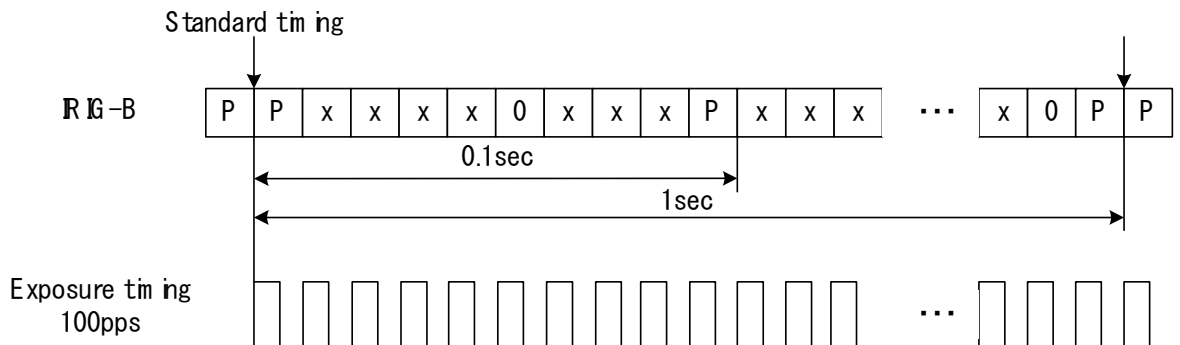 Standard timing
IRIG-B P P x x x x 0 x x x P x x x ... x 0 P P
0.1sec
1sec
Exposure timing
100pps ...